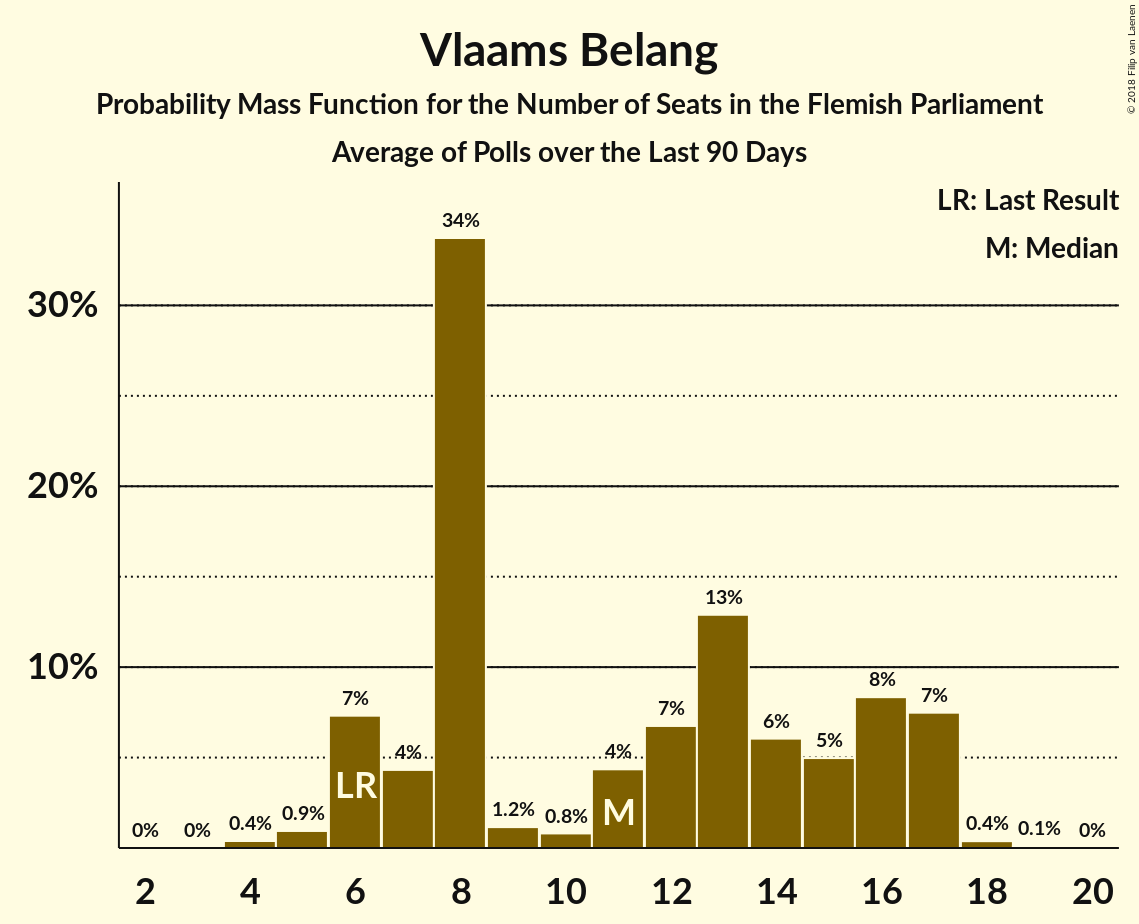 Vlaams Belang
Probability Mass Function for the Number of Seats in the Flemish Parliament
Average of Polls over the Last 90 Days
© 2018 Filip van Laenen
LR: Last Result
M: Median
30%
20%
10%
0%
0%
0.4%
0.9%
7%
4%
34%
1.2%
0.8%
4%
7%
13%
6%
5%
8%
7%
0.4%
0.1%
0%
LR
M
2 4 6 8 10 12 14 16 18 20